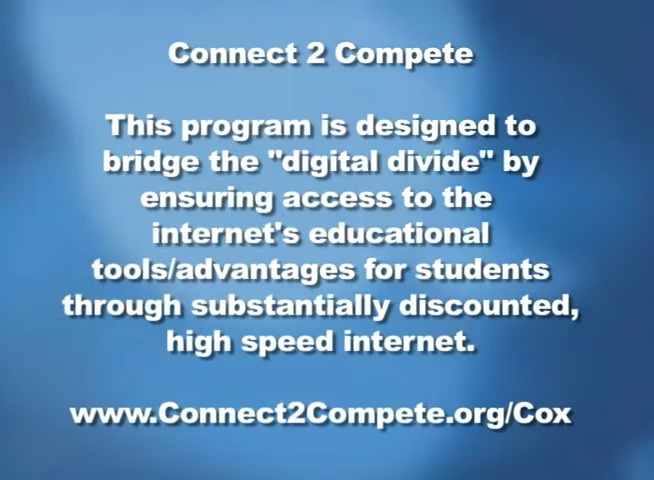 Connect 2 Compete
This program is designed to
bridge the "digital divide" by
ensuring access to the
internet's educational
tools/advantages for students
through substantially discounted,
high speed internet.
www.Connect2Compete.org/Cox